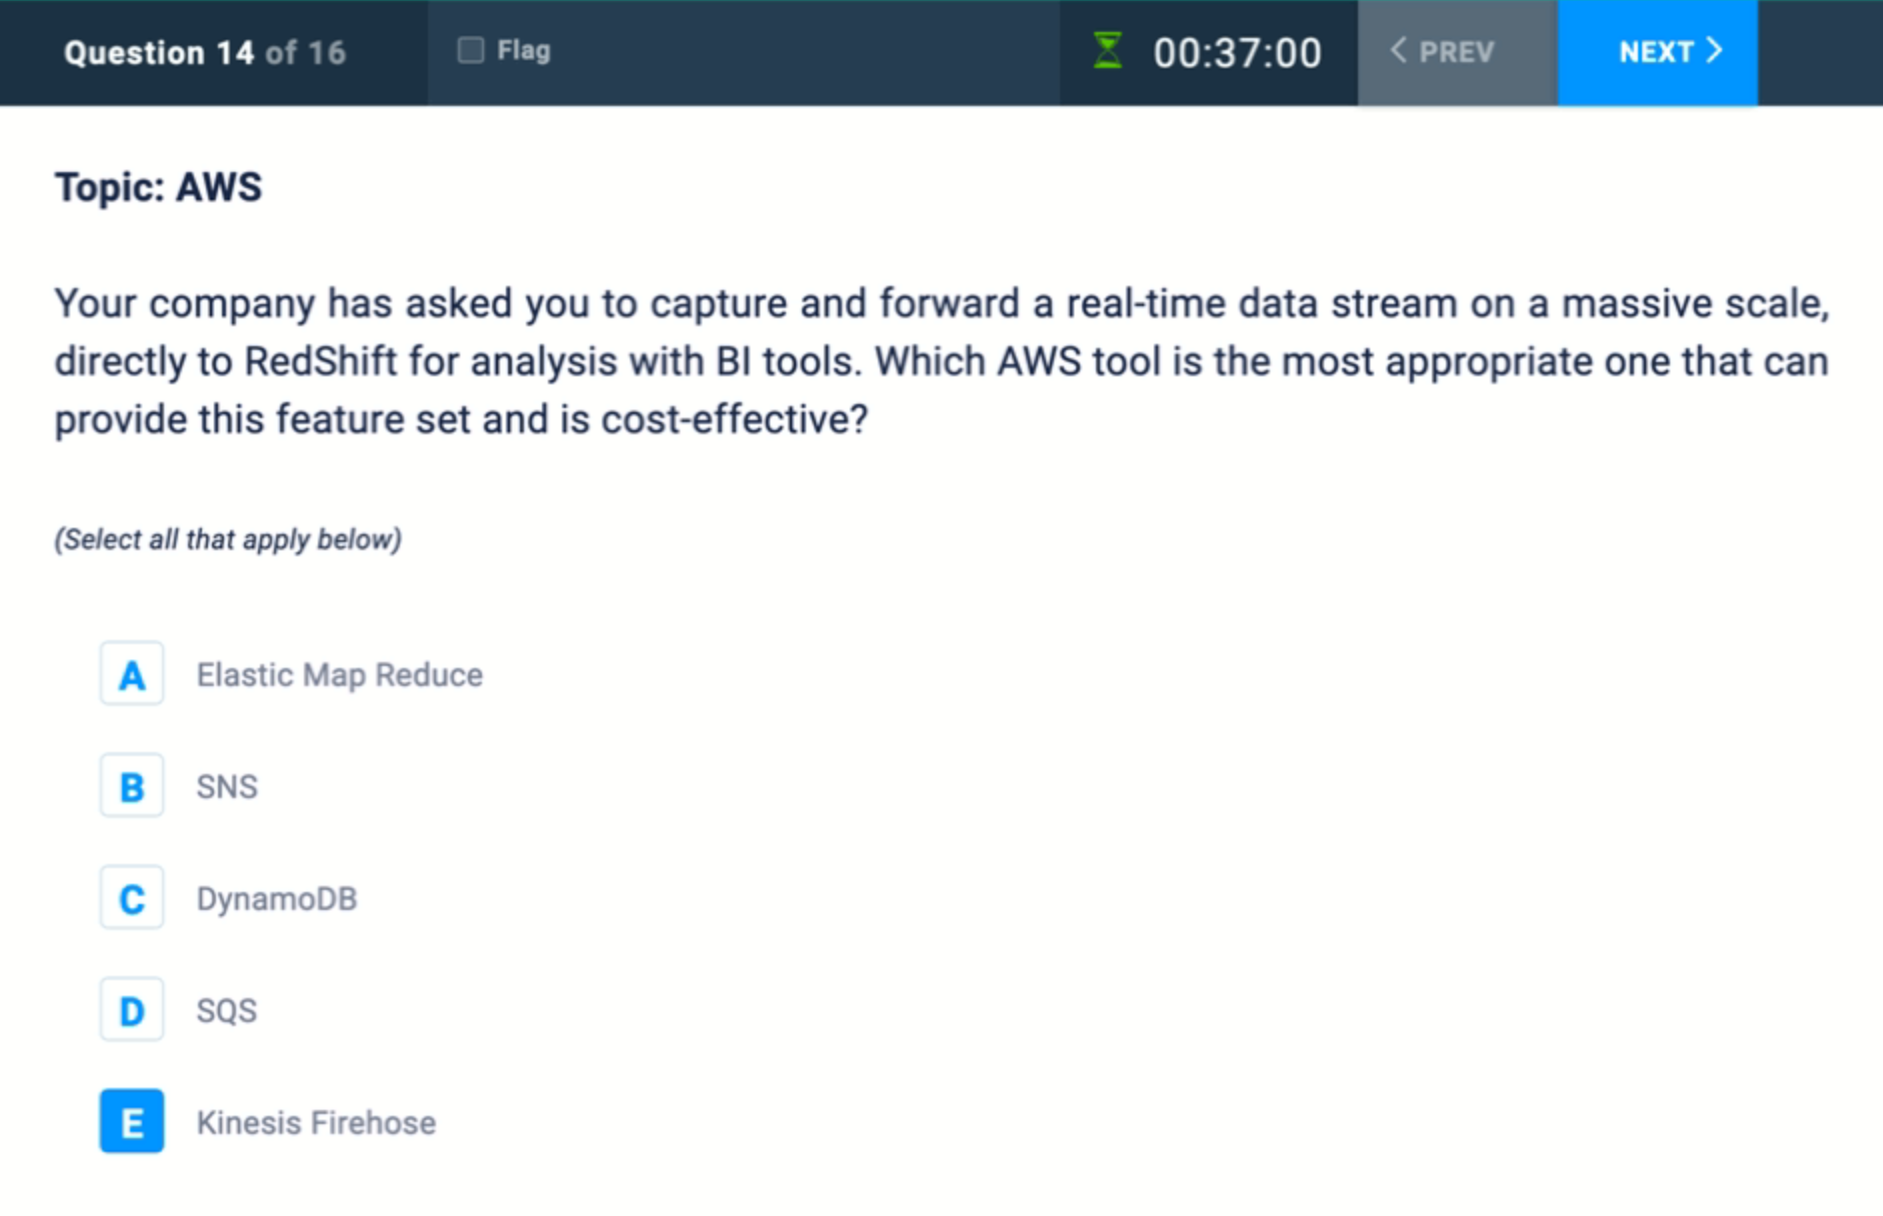 Question 14 of 16
Flag
00:37:00
PREV
NEXT
Topic: AWS
Your company has asked you to capture and forward a real-time data stream on a massive scale,
directly to RedShift for analysis with BI tools. Which AWS tool is the most appropriate one that can
provide this feature set and is cost-effective?
(Select all that apply below)
A Elastic Map Reduce
B SNS
C DynamoDB
D SQS
E Kinesis Firehose